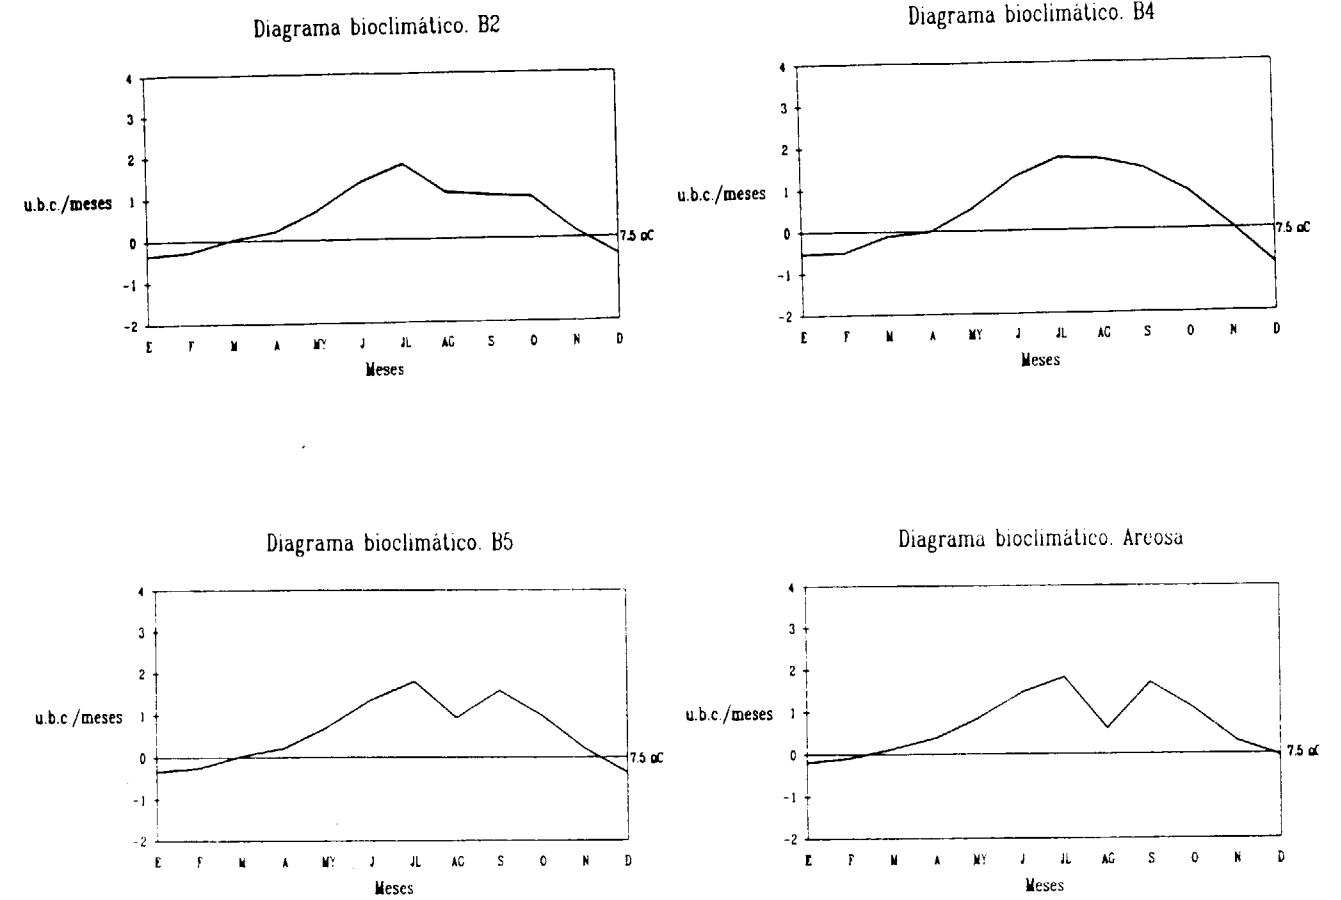 Diagrama bioclimático. B2
4
3
2
u.b.c./meses 1
0
7.5 ºC
-1
-2
E F M A MY J JL AG S O N D
Meses
Diagrama bioclimático. B4
4
3
2
u.b.c./meses 1
0
7.5 ºC
-1
-2
E F M A MY J JL AG S O N D
Meses
Diagrama bioclimático. B5
4
3
2
u.b.c./meses 1
0
7.5 ºC
-1
-2
E F M A MY J JL AG S O N D
Meses
Diagrama bioclimático. Areosa
4
3
2
u.b.c./meses 1
0
7.5 ºC
-1
-2
E F M A MY J JL AG S O N D
Meses